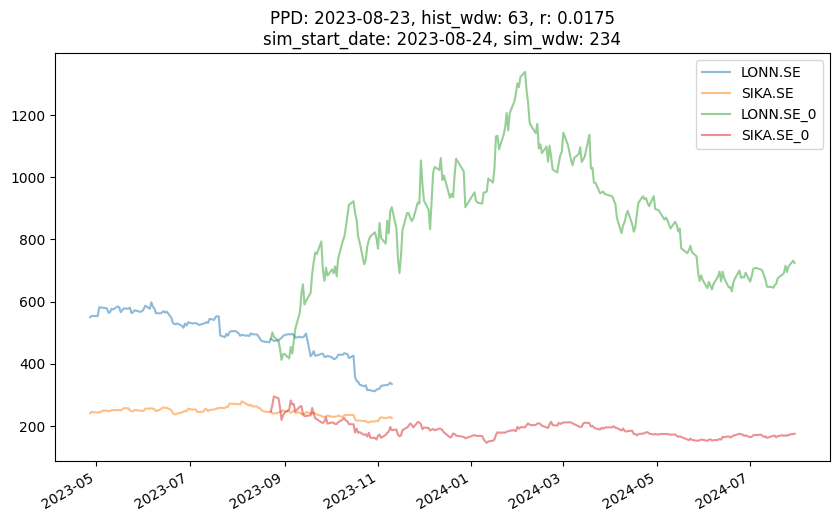 PPD: 2023-08-23, hist_wdw: 63, r: 0.0175
sim_start_date: 2023-08-24, sim_wdw: 234
LONN.SE
SIKA.SE
LONN.SE_0
SIKA.SE_0
1200
1000
800
600
400
200
2023-05
2023-07
2023-09
2023-11
2024-01
2024-03
2024-05
2024-07